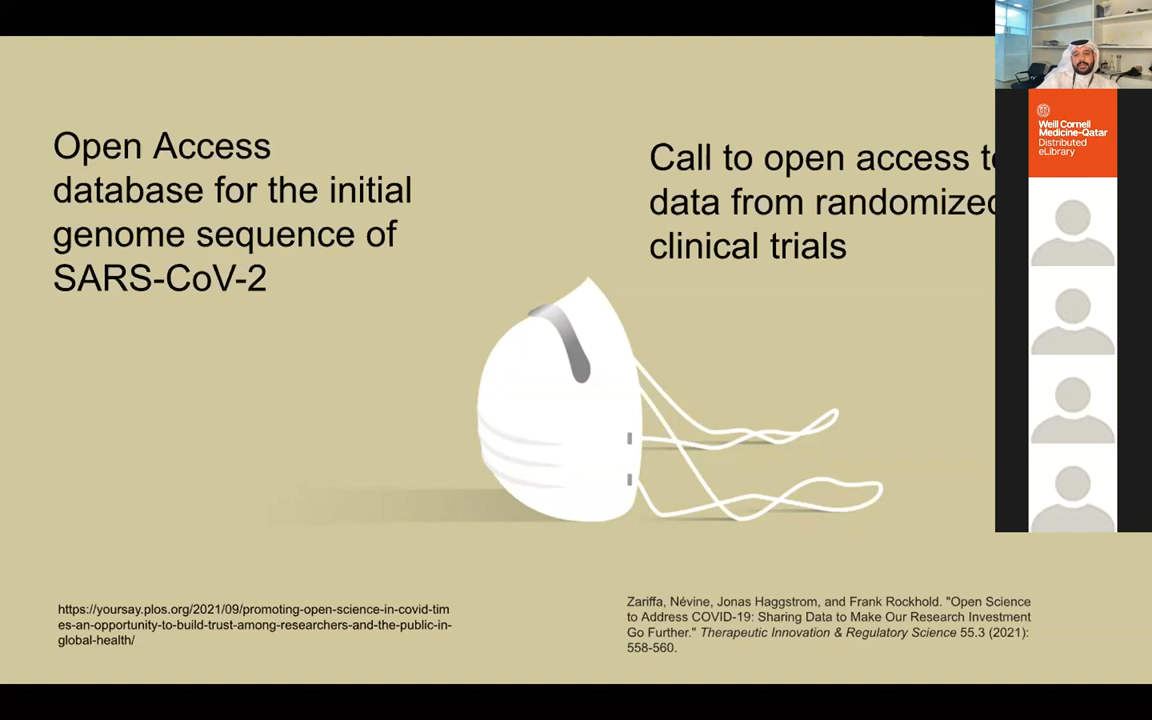 Open Access
database for the initial
genome sequence of
SARS-CoV-2
Call to open access
data from randomized
clinical trials
Weill Cornell
Medicine-Qatar
Distributed
eLibrary
https://yoursay.plos.org/2021/09/promoting-open-science-in-covid-tim
es-an-opportunity-to-build-trust-among-researchers-and-the-public-in-
global-health/
Zariffa, Névine, Jonas Haggstrom, and Frank Rockhold. "Open Science
to Address COVID-19: Sharing Data to Make Our Research Investment
Go Further." Therapeutic Innovation & Regulatory Science 55.3 (2021):
558-560.